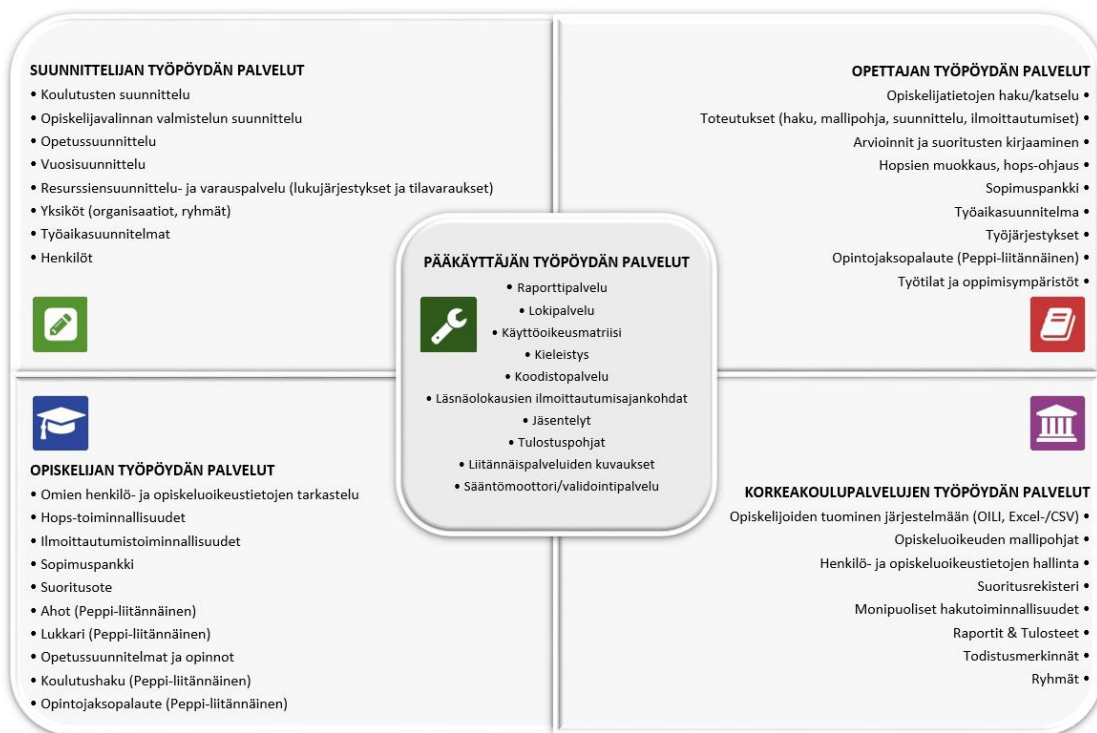 SUUNNITTELIJAN TYÖPÖYDÄN PALVELUT
• Koulutusten suunnittelu
• Opiskelijavalinnan valmistelun suunnittelu
• Opetussuunnittelu
• Vuosisuunnittelu
• Resurssiensuunnittelu- ja varauspalvelu (lukujärjestykset ja tilavaraukset)
• Yksiköt (organisaatiot, ryhmät)
• Työaikasuunnitelmat
• Henkilöt
OPETTAJAN TYÖPÖYDÄN PALVELUT
Opiskelijatietojen haku/katselu •
Toteutukset (haku, mallipohja, suunnittelu, ilmoittautumiset) •
Arvioinnit ja suoritusten kirjaaminen •
Hopsien muokkaus, hops-ohjaus •
Sopimuspankki •
Työaikasuunnitelma •
Työjärjestykset •
Opintojaksopalaute (Peppi-liitännäinen) •
Työtilat ja oppimisympäristöt •
PÄÄKÄYTTÄJÄN TYÖPÖYDÄN PALVELUT
• Raporttipalvelu
• Lokipalvelu
• Käyttöoikeusmatriisi
• Kieleistys
• Koodistopalvelu
• Läsnäolokausien ilmoittautumisajankohdat
• Jäsentelyt
• Tulostuspohjat
• Liitännäispalveluiden kuvaukset
• Sääntömoottori/validointipalvelu
OPISKELIJAN TYÖPÖYDÄN PALVELUT
• Omien henkilö- ja opiskeluoikeustietojen tarkastelu
• Hops-toiminnallisuudet
• Ilmoittautumistoiminnallisuudet
• Sopimuspankki
• Suoritusote
• Ahot (Peppi-liitännäinen)
• Lukkari (Peppi-liitännäinen)
• Opetussuunnitelmat ja opinnot
• Koulutushaku (Peppi-liitännäinen)
• Opintojaksopalaute (Peppi-liitännäinen)
KORKEAKOULUPALVELUJEN TYÖPÖYDÄN PALVELUT
Opiskelijoiden tuominen järjestelmään (OILI, Excel-/CSV) •
Opiskeluoikeuden mallipohjat •
Henkilö- ja opiskeluoikeustietojen hallinta •
Suoritusrekisteri •
Monipuoliset hakutoiminnallisuudet •
Raportit & Tulosteet •
Todistusmerkinnät •
Ryhmät •